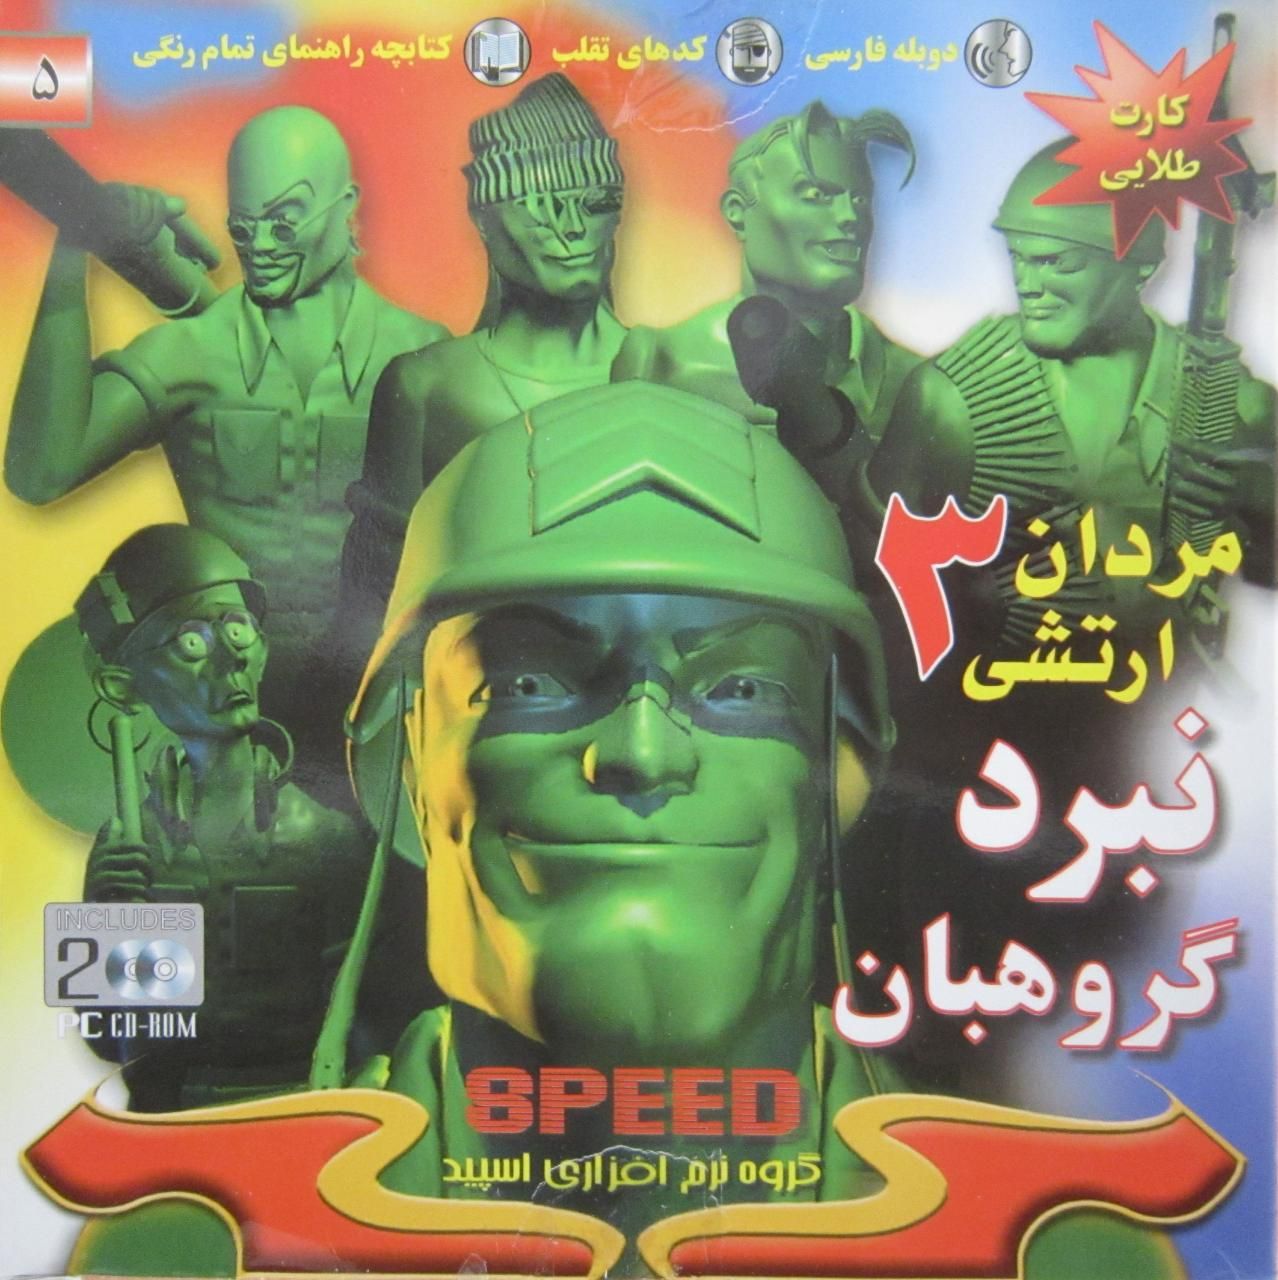 دوبله فارسی
کدهای تقلب
کتابچه راهنمای تمام رنگی
۵
کارت
طلایی
مردان
ارتشی
۳
نبرد
گروهبان
INCLUDES
2
PC CD-ROM
SPEED
گروه نرم افزاری اسپید